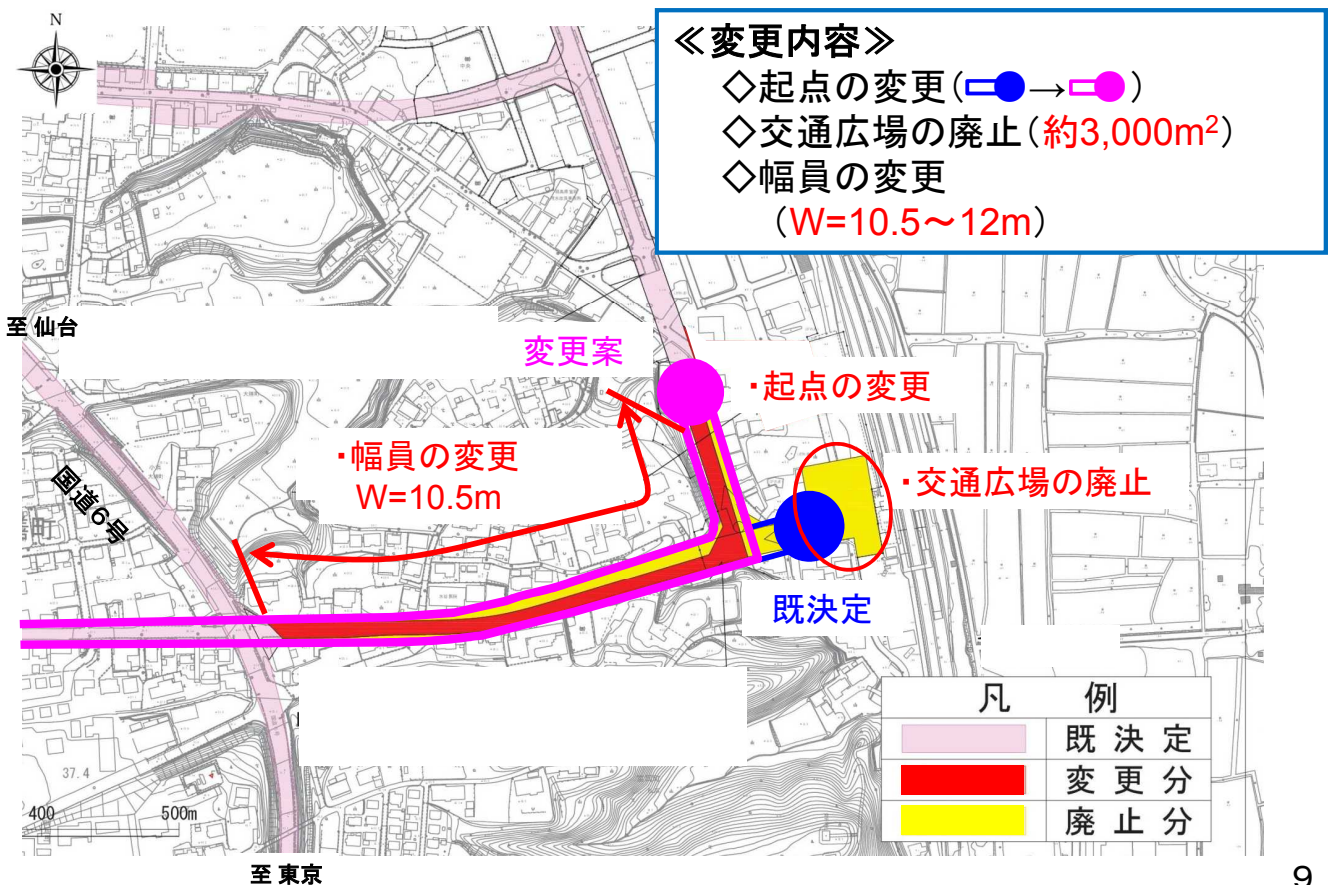 N
≪変更内容≫
◇起点の変更(→)
◇交通広場の廃止(約3,000m²)
◇幅員の変更
(W=10.5～12m)
至 仙台
変更案
・起点の変更
・幅員の変更
W=10.5m
国道6号
・交通広場の廃止
既決定
凡 例
既 決 定
変 更 分
廃 止 分
37.4
400 500m
至 東京
9